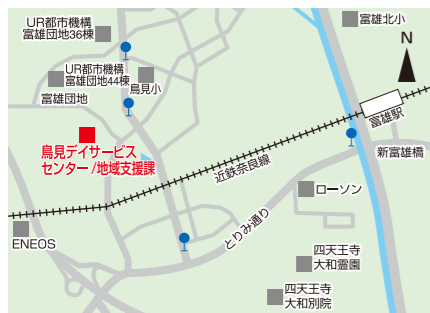 UR都市機構
富雄団地36棟
富雄北小
N
UR都市機構
富雄団地44棟
鳥見小
富雄団地
富雄駅
鳥見デイサービス
センター/地域支援課
新富雄橋
近鉄奈良線
ローソン
とりみ通り
ENEOS
四天王寺
大和霊園
四天王寺
大和別院